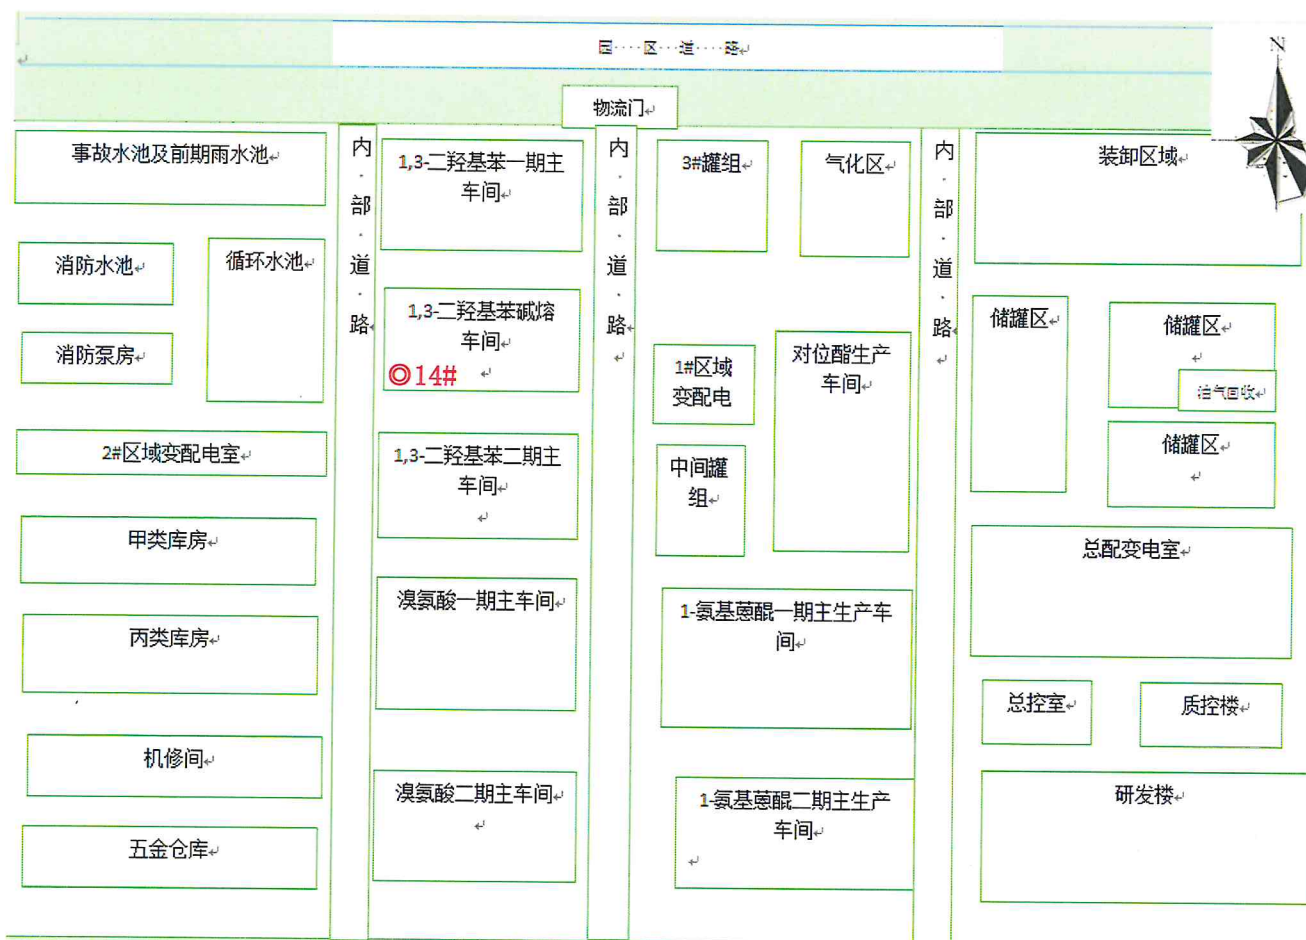 园····区···道····路
N
物流门
事故水池及前期雨水池
消防水池
循环水池
消防泵房
2#区域变配电室
甲类库房
丙类库房
机修间
五金仓库
内·部·道·路
1,3-二羟基苯一期主
车间
1,3-二羟基苯碱熔
车间
◎14#
1,3-二羟基苯二期主
车间
溴氨酸一期主车间
溴氨酸二期主车间
内·部·道·路
3#罐组
气化区
1#区域
变配电
对位酯生产
车间
中间罐
组
1-氨基蒽醌一期主生产车
间
1-氨基蒽醌二期主生产
车间
内·部·道·路
装卸区域
储罐区
储罐区
油气回收
储罐区
总配变电室
总控室
质控楼
研发楼